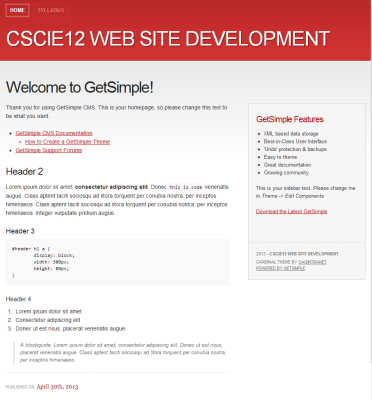 HOME SYLLABUS
CSCIE12 WEB SITE DEVELOPMENT
Welcome to GetSimple!
Thank you for using GetSimple CMS. This is your homepage, so please change this text to
be what you want.
GetSimple CMS Documentation
How to Create a GetSimple Theme
GetSimple Support Forums
Header 2
Lorem ipsum dolor sit amet, consectetur adipiscing elit. Donec this is code venenatis
augue. Class aptent taciti sociosqu ad litora torquent per conubia nostra, per inceptos
himenaeos. Class aptent taciti sociosqu ad litora torquent per conubia nostra, per inceptos
himenaeos. Integer vulputate pretium augue.
Header 3
#header h1 a {
display: block;
width: 300px;
height: 80px;
}
Header 4
1. Lorem ipsum dolor sit amet
2. Consectetur adipiscing elit
3. Donec ut est risus, placerat venenatis augue
A blockquote. Lorem ipsum dolor sit amet, consectetur adipiscing elit. Donec ut est risus,
placerat venenatis augue. Class aptent taciti sociosqu ad litora torquent per conubia nostra,
per inceptos himenaeos.
PUBLISHED ON April 30th, 2013
GetSimple Features
XML based data storage
Best-in-Class User Interface
'Undo' protection & backups
Easy to theme
Great documentation
Growing community
This is your sidebar text. Please change me
in Theme -> Edit Components
Download the Latest GetSimple
2013 - CSCIE12 WEB SITE DEVELOPMENT
CARDINAL THEME BY CAGINTRANET
POWERED BY GETSIMPLE